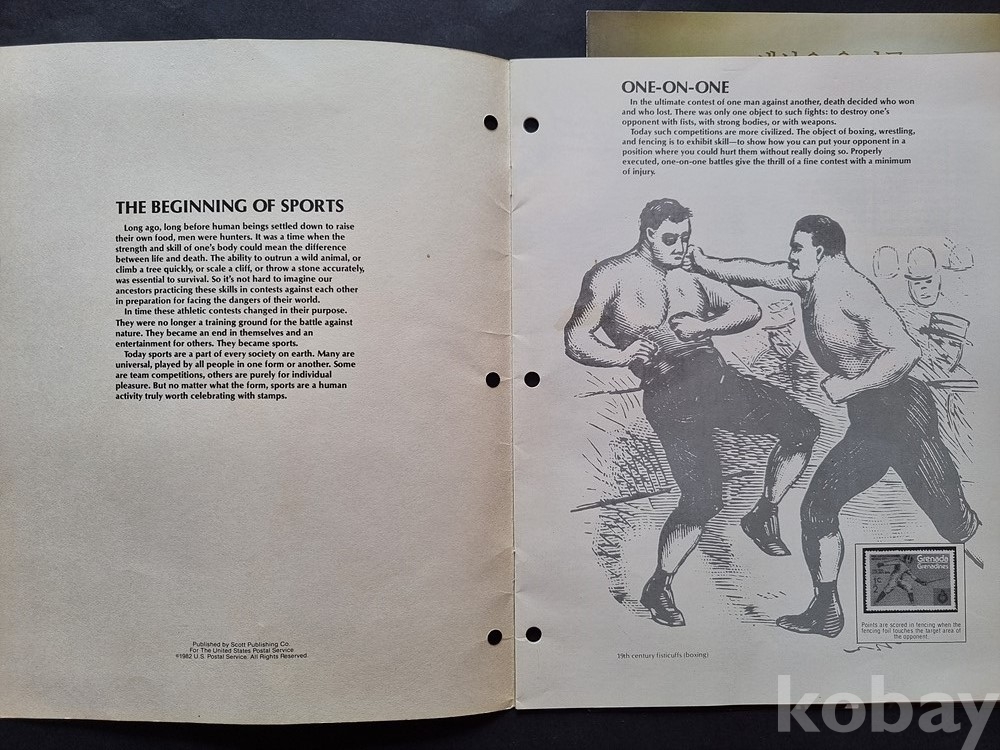 THE BEGINNING OF SPORTS
Long ago, long before human beings settled down to raise
their own food, men were hunters. It was a time when the
strength and skill of one's body could mean the difference
between life and death. The ability to outrun a wild animal, or
climb a tree quickly, or scale a cliff, or throw a stone accurately,
was essential to survival. So it's not hard to imagine our
ancestors practicing these skills in contests against each other
in preparation for facing the dangers of their world.
In time these athletic contests changed in their purpose.
They were no longer a training ground for the battle against
nature. They became an end in themselves and an
entertainment for others. They became sports.
Today sports are a part of every society on earth. Many are
universal, played by all people in one form or another. Some
are team competitions, others are purely for individual
pleasure. But no matter what the form, sports are a human
activity truly worth celebrating with stamps.
Published by Scott Publishing Co.
For The United States Postal Service
©1982 U.S. Postal Service. All Rights Reserved.
ONE-ON-ONE
In the ultimate contest of one man against another, death decided who won
and who lost. There was only one object to such fights: to destroy one's
opponent with fists, with strong bodies, or with weapons.
Today such competitions are more civilized. The object of boxing, wrestling,
and fencing is to exhibit skill—to show how you can put your opponent in a
position where you could hurt them without really doing so. Properly
executed, one-on-one battles give the thrill of a fine contest with a minimum
of injury.
Grenada
Grenadines
Points are scored in fencing when the
fencing foil touches the target area of
the opponent.
19th century fisticuffs (boxing)
kobay